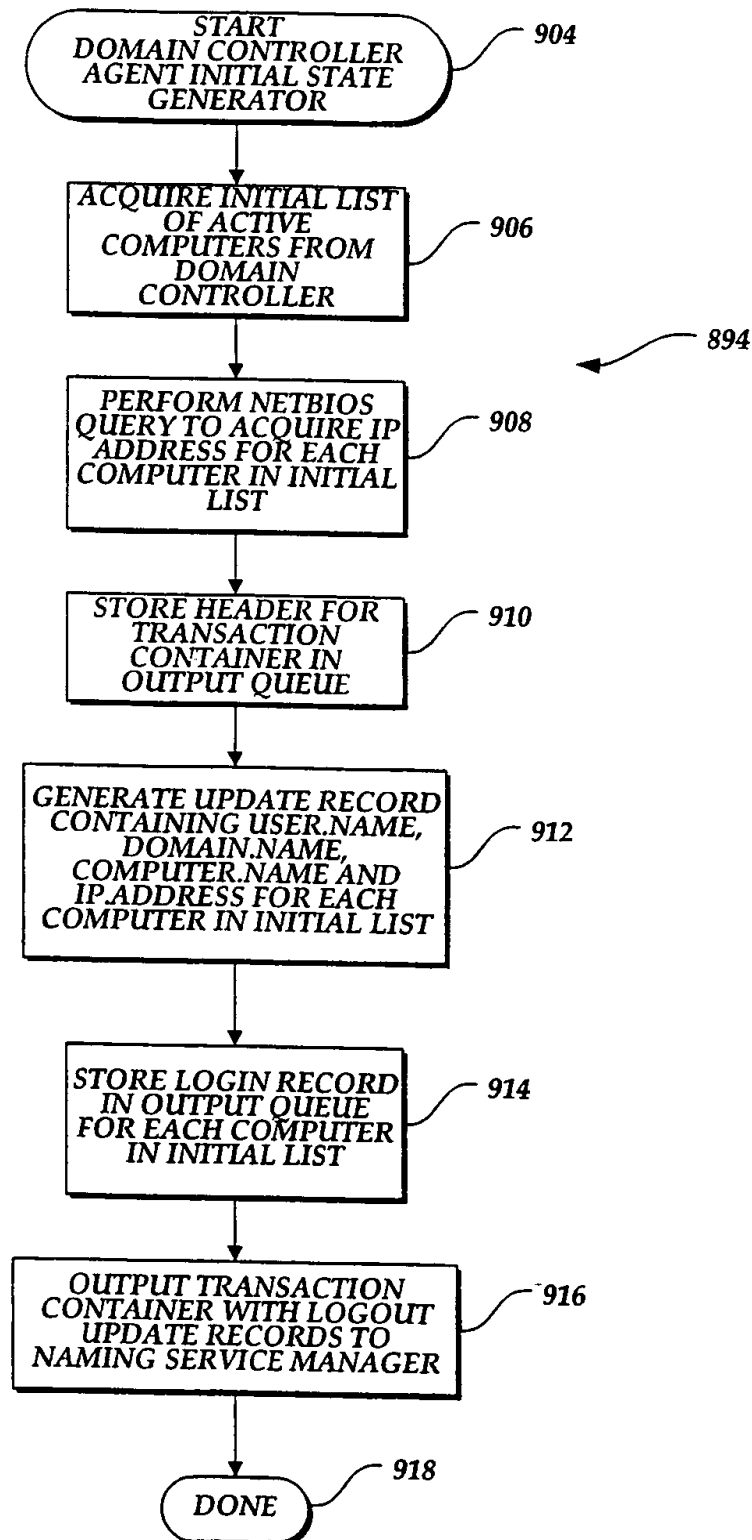 START
DOMAIN CONTROLLER
AGENT INITIAL STATE
GENERATOR
904
ACQUIRE INITIAL LIST
OF ACTIVE
COMPUTERS FROM
DOMAIN
CONTROLLER
906
894
PERFORM NETBIOS
QUERY TO ACQUIRE IP
ADDRESS FOR EACH
COMPUTER IN INITIAL
LIST
908
STORE HEADER FOR
TRANSACTION
CONTAINER IN
OUTPUT QUEUE
910
GENERATE UPDATE RECORD
CONTAINING USER.NAME,
DOMAIN.NAME,
COMPUTER.NAME AND
IP.ADDRESS FOR EACH
COMPUTER IN INITIAL LIST
912
STORE LOGIN RECORD
IN OUTPUT QUEUE
FOR EACH COMPUTER
IN INITIAL LIST
914
OUTPUT TRANSACTION
CONTAINER WITH LOGOUT
UPDATE RECORDS TO
NAMING SERVICE MANAGER
916
DONE
918